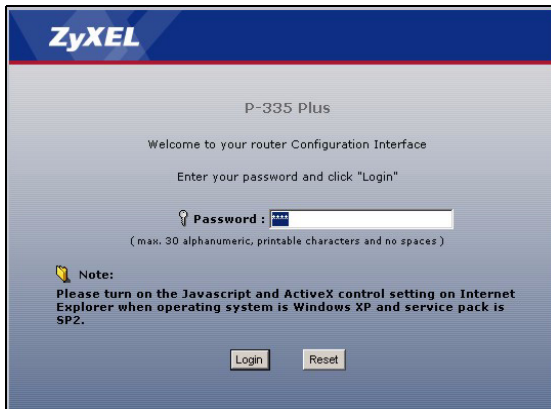 ZyXEL
P-335 Plus
Welcome to your router Configuration Interface
Enter your password and click "Login"
Password : ****
( max. 30 alphanumeric, printable characters and no spaces )
Note:
Please turn on the Javascript and ActiveX control setting on Internet
Explorer when operating system is Windows XP and service pack is
SP2.
Login Reset